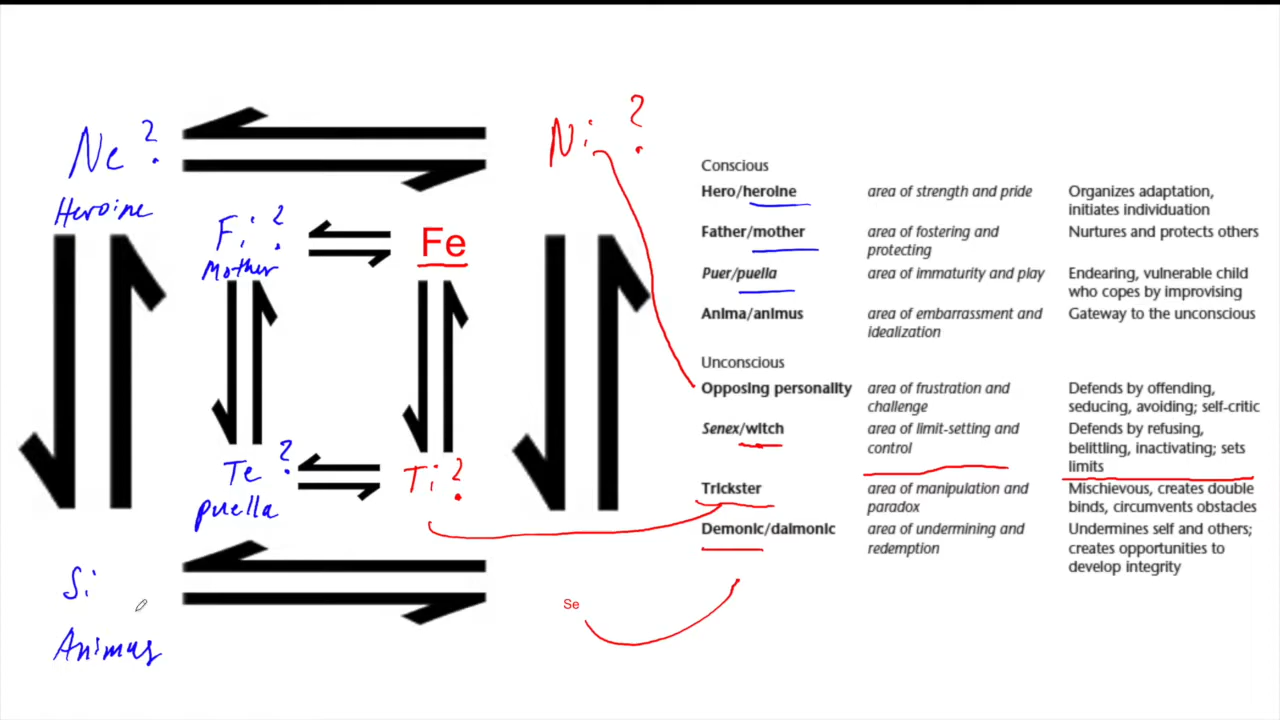 Ne ?
Heroine
Ni ?
Fi ?
Mother
Fe
Te ?
puella
Ti ?
Si
Animus
Se
Conscious
Hero/heroine area of strength and pride Organizes adaptation,
initiates individuation
Father/mother area of fostering and Nurtures and protects others
protecting
Puer/puella area of immaturity and play Endearing, vulnerable child
who copes by improvising
Anima/animus area of embarrassment and Gateway to the unconscious
idealization
Unconscious
Opposing personality area of frustration and Defends by offending,
challenge seducing, avoiding; self-critic
Senex/witch area of limit-setting and Defends by refusing,
control belittling, inactivating; sets
limits
Trickster area of manipulation and Mischievous, creates double
paradox binds, circumvents obstacles
Demonic/daimonic area of undermining and Undermines self and others;
redemption creates opportunities to
develop integrity